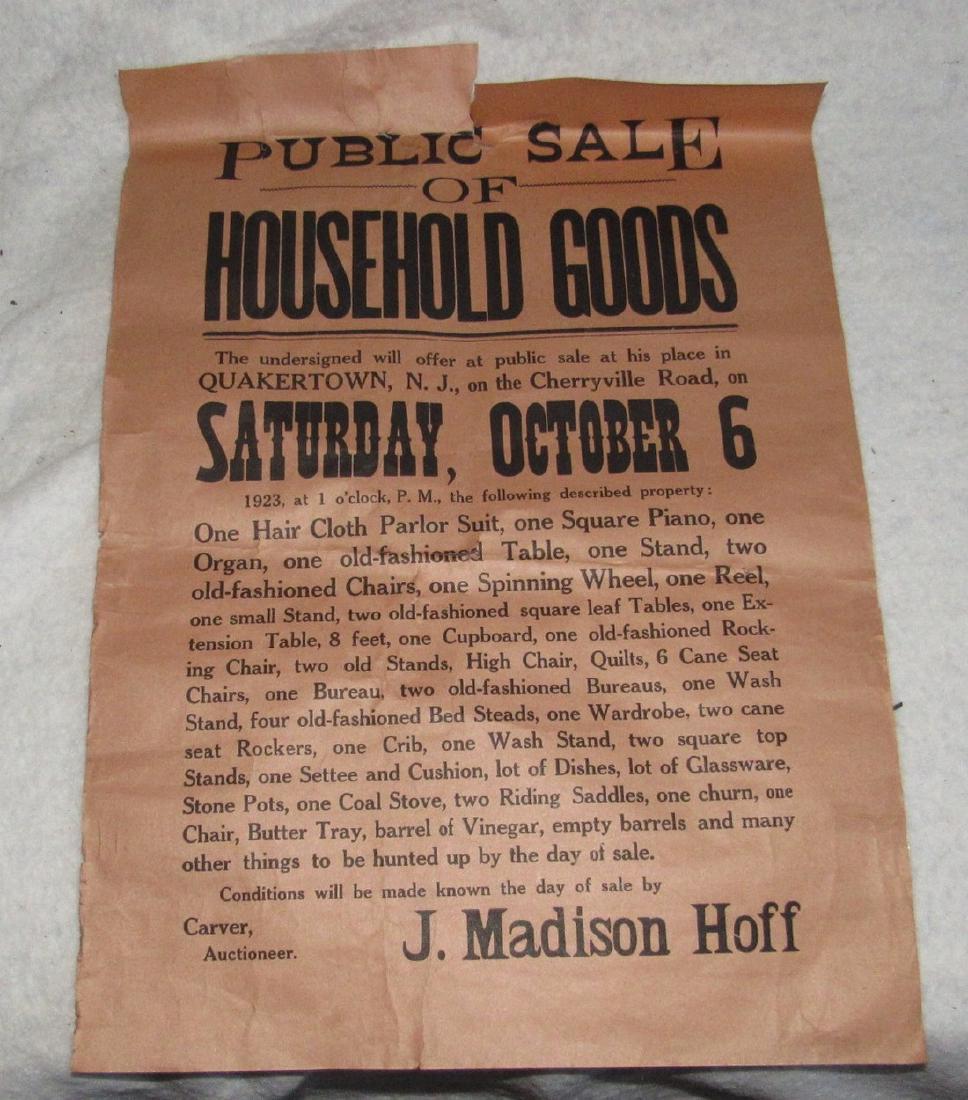 PUBLIC SALE
OF
HOUSEHOLD GOODS
The undersigned will offer at public sale at his place in
QUAKERTOWN, N. J., on the Cherryville Road, on
SATURDAY, OCTOBER 6
1923, at 1 o'clock, P. M., the following described property:
One Hair Cloth Parlor Suit, one Square Piano, one
Organ, one old-fashioned Table, one Stand, two
old-fashioned Chairs, one Spinning Wheel, one Reel,
one small Stand, two old-fashioned square leaf Tables, one Ex-
tension Table, 8 feet, one Cupboard, one old-fashioned Rock-
ing Chair, two old Stands, High Chair, Quilts, 6 Cane Seat
Chairs, one Bureau, two old-fashioned Bureaus, one Wash
Stand, four old-fashioned Bed Steads, one Wardrobe, two cane
seat Rockers, one Crib, one Wash Stand, two square top
Stands, one Settee and Cushion, lot of Dishes, lot of Glassware,
Stone Pots, one Coal Stove, two Riding Saddles, one churn, one
Chair, Butter Tray, barrel of Vinegar, empty barrels and many
other things to be hunted up by the day of sale.
Conditions will be made known the day of sale by
Carver,
Auctioneer.
J. Madison Hoff